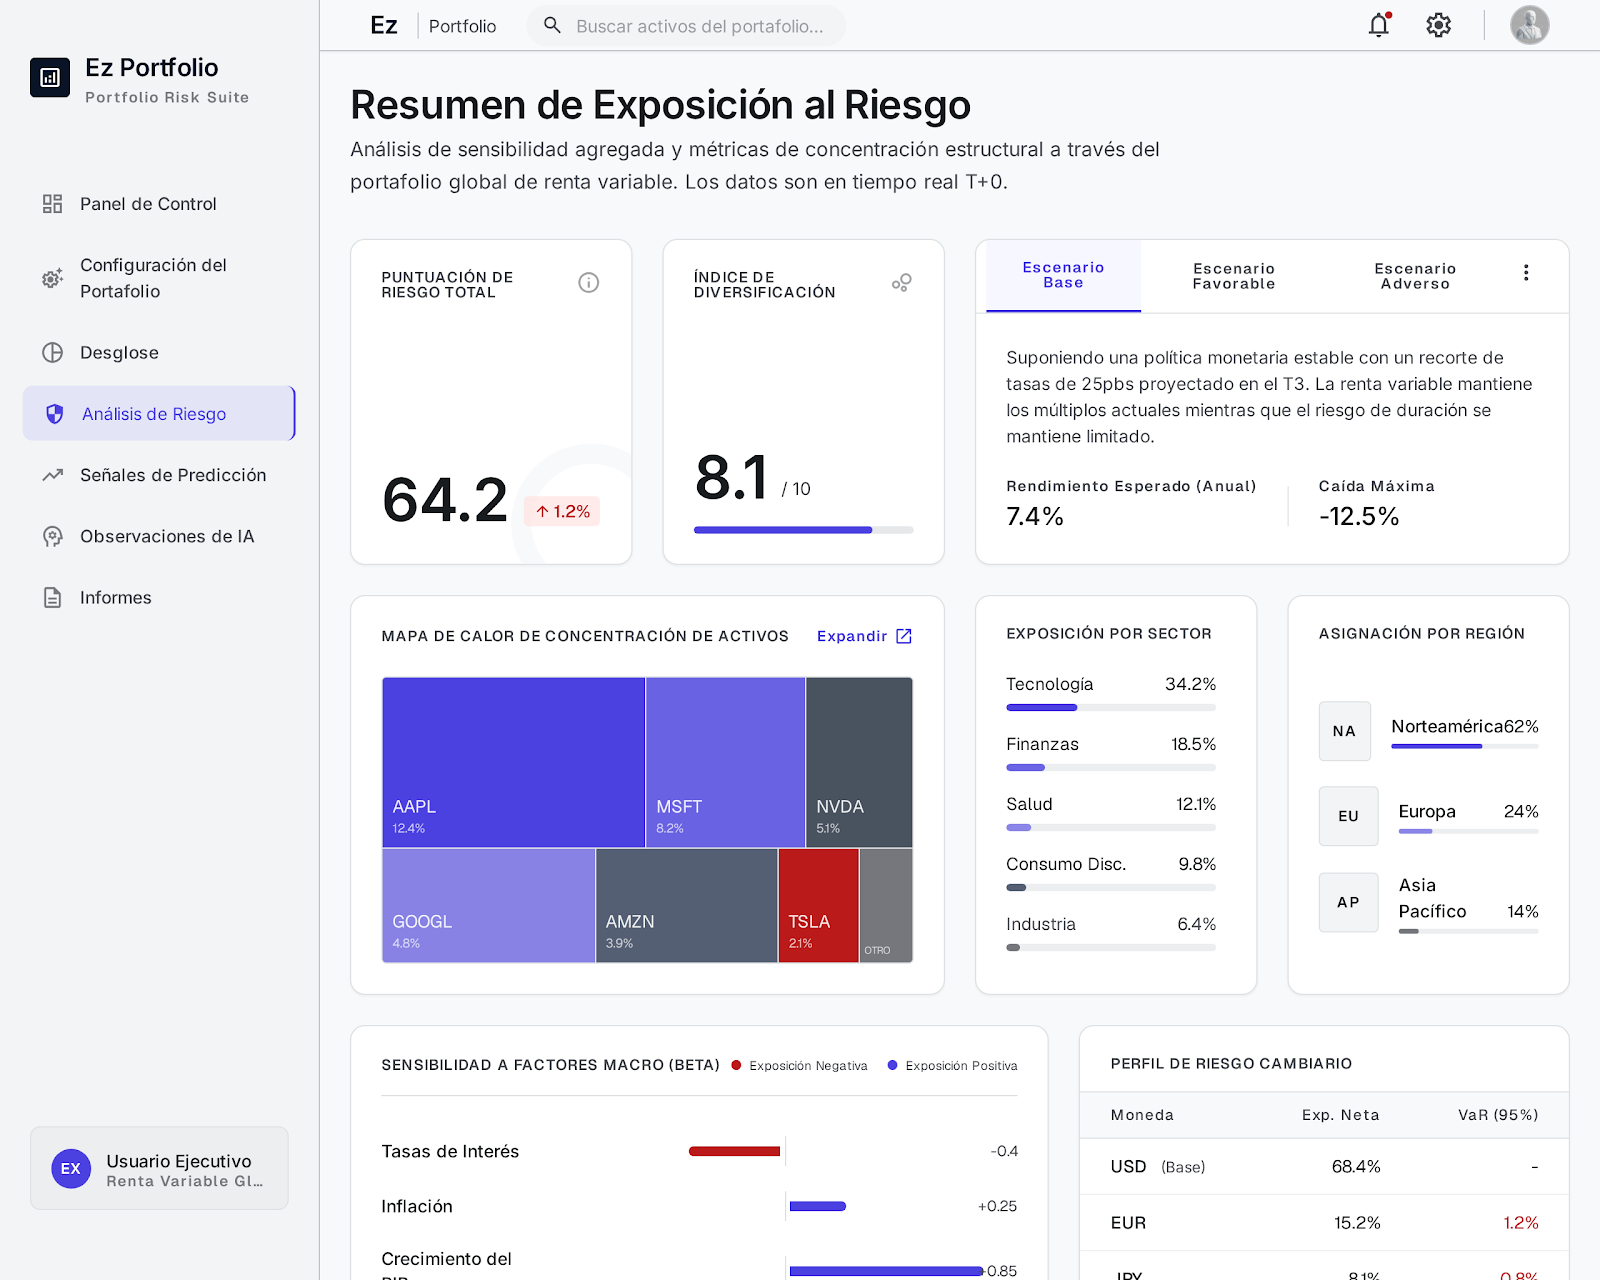 Ez Portfolio
Portfolio Risk Suite
Panel de Control
Configuración del
Portafolio
Desglose
Análisis de Riesgo
Señales de Predicción
Observaciones de IA
Informes
EX
Usuario Ejecutivo
Renta Variable Gl...
Ez
Portfolio
Buscar activos del portafolio...
Resumen de Exposición al Riesgo
Análisis de sensibilidad agregada y métricas de concentración estructural a través del
portafolio global de renta variable. Los datos son en tiempo real T+0.
PUNTUACIÓN DE
RIESGO TOTAL
64.2
1.2%
ÍNDICE DE
DIVERSIFICACIÓN
8.1 / 10
Escenario
Base
Escenario
Favorable
Escenario
Adverso
Suponiendo una política monetaria estable con un recorte de
tasas de 25pbs proyectado en el T3. La renta variable mantiene
los múltiplos actuales mientras que el riesgo de duración se
mantiene limitado.
Rendimiento Esperado (Anual)
7.4%
Caída Máxima
-12.5%
MAPA DE CALOR DE CONCENTRACIÓN DE ACTIVOS
Expandir
AAPL
12.4%
MSFT
8.2%
NVDA
5.1%
GOOGL
4.8%
AMZN
3.9%
TSLA
2.1%
OTRO
EXPOSICIÓN POR SECTOR
Tecnología 34.2%
Finanzas 18.5%
Salud 12.1%
Consumo Disc. 9.8%
Industria 6.4%
ASIGNACIÓN POR REGIÓN
NA
Norteamérica62%
EU
Europa 24%
AP
Asia
Pacífico 14%
SENSIBILIDAD A FACTORES MACRO (BETA)
Exposición Negativa
Exposición Positiva
Tasas de Interés -0.4
Inflación +0.25
Crecimiento del
0.85
PERFIL DE RIESGO CAMBIARIO
Moneda Exp. Neta VaR (95%)
USD (Base) 68.4% -
EUR 15.2% 1.2%
JPY 8.1% 0.8%